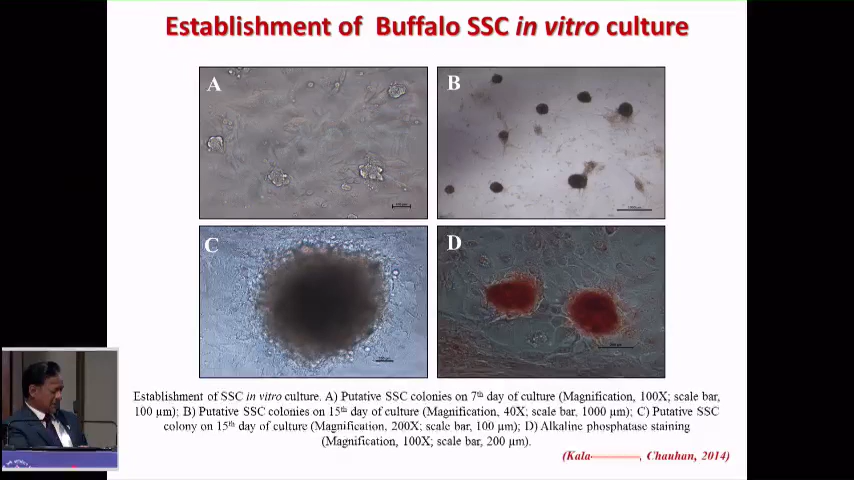 Establishment of Buffalo SSC in vitro culture
A
B
C
D
Establishment of SSC in vitro culture. A) Putative SSC colonies on 7th day of culture (Magnification, 100X; scale bar,
100 µm); B) Putative SSC colonies on 15th day of culture (Magnification, 40X; scale bar, 1000 µm); C) Putative SSC
colony on 15th day of culture (Magnification, 200X; scale bar, 100 µm); D) Alkaline phosphatase staining
(Magnification, 100X; scale bar, 200 µm).
(Kala , Chauhan, 2014)